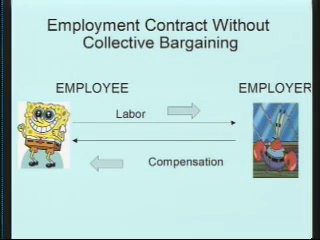 Employment Contract Without
Collective Bargaining
EMPLOYEE
EMPLOYER
Labor
Compensation